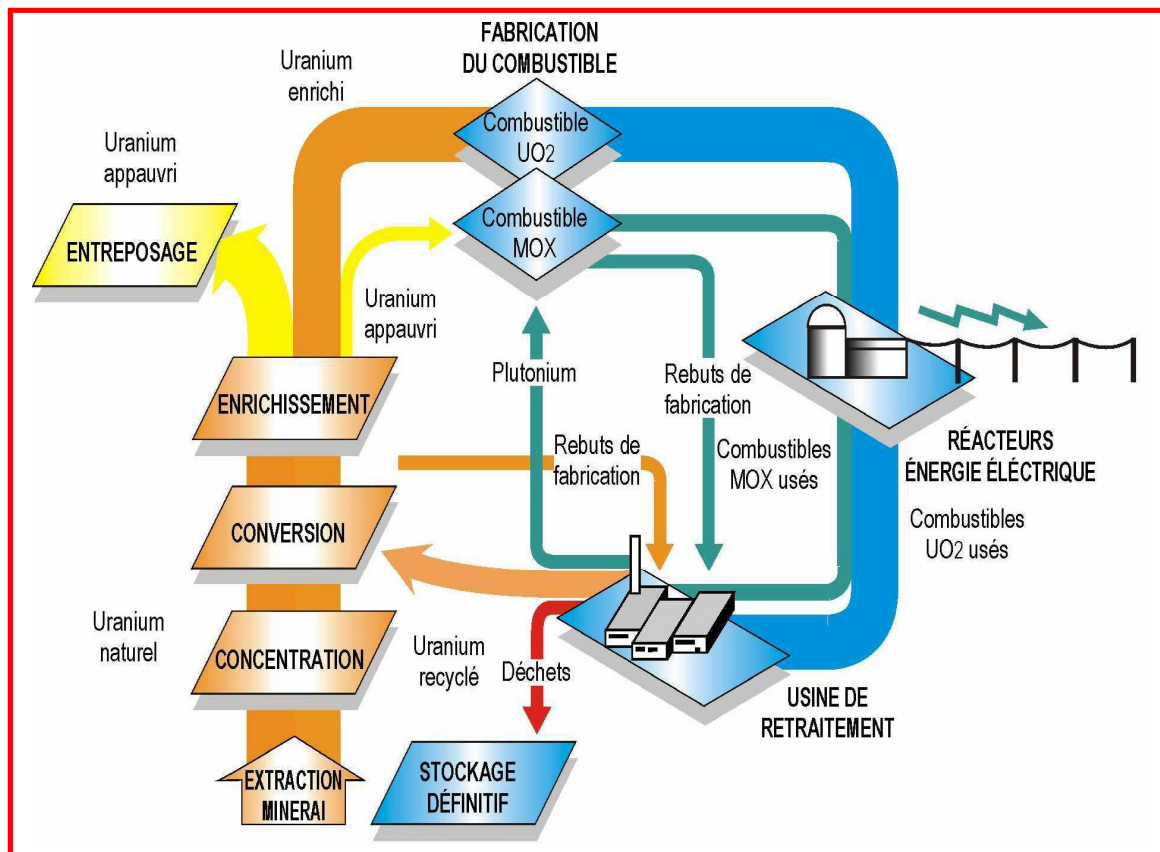 FABRICATION
DU COMBUSTIBLE
Uranium
enrichi
Combustible
UO2
Uranium
appauvri
ENTREPOSAGE
Combustible
MOX
Uranium
appauvri
ENRICHISSEMENT
Plutonium
Rebuts de
fabrication
RÉACTEURS
ÉNERGIE ÉLÉCTRIQUE
Rebuts de
fabrication
Combustibles
MOX usés
Combustibles
UO2 usés
CONVERSION
Uranium
naturel
CONCENTRATION
Uranium
recyclé
Déchets
USINE DE
RETRAITEMENT
EXTRACTION
MINERAI
STOCKAGE
DÉFINITIF